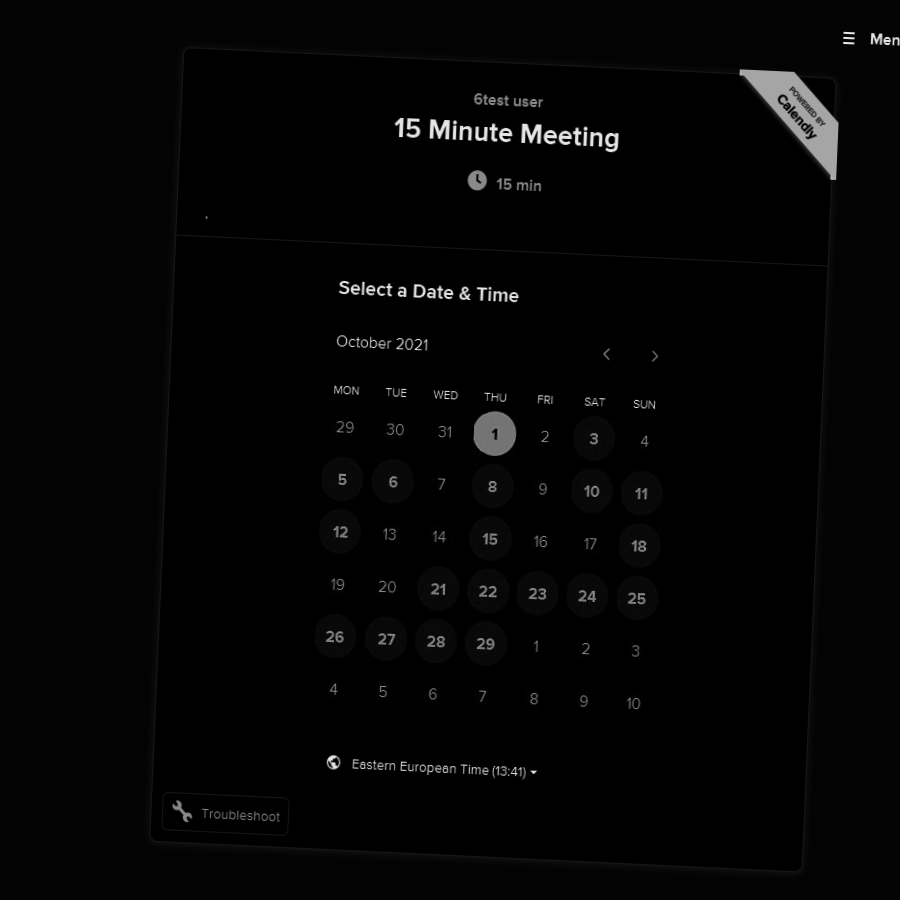 ☰ Men
POWERED BY
Calendly
6test user
15 Minute Meeting
15 min
.
Select a Date & Time
October 2021 < >
MON TUE WED THU FRI SAT SUN
29 30 31 1 2 3 4
5 6 7 8 9 10 11
12 13 14 15 16 17 18
19 20 21 22 23 24 25
26 27 28 29 1 2 3
4 5 6 7 8 9 10
Eastern European Time (13:41)
Troubleshoot